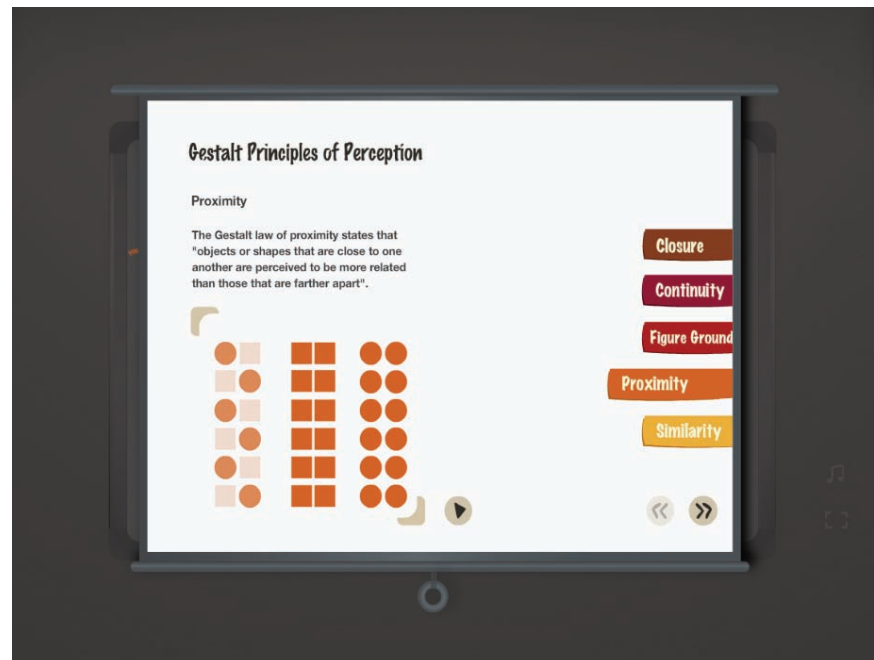 Gestalt Principles of Perception
Proximity
The Gestalt law of proximity states that
"objects or shapes that are close to one
another are perceived to be more related
than those that are farther apart".
Closure
Continuity
Figure Ground
Proximity
Similarity